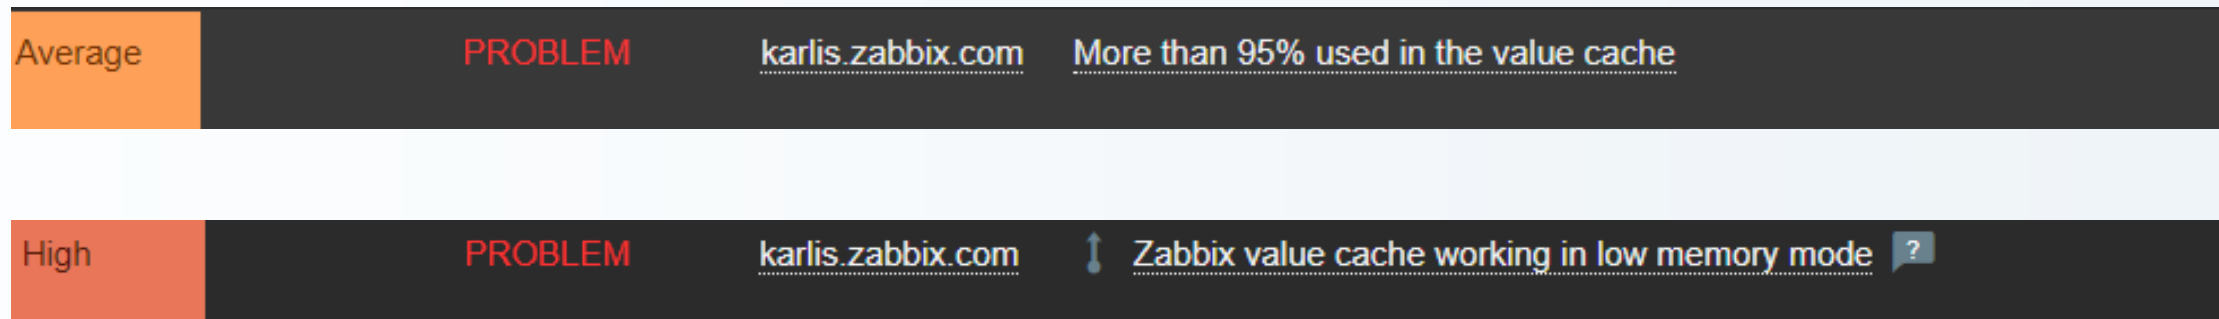 Average PROBLEM karlis.zabbix.com More than 95% used in the value cache
High PROBLEM karlis.zabbix.com Zabbix value cache working in low memory mode ?